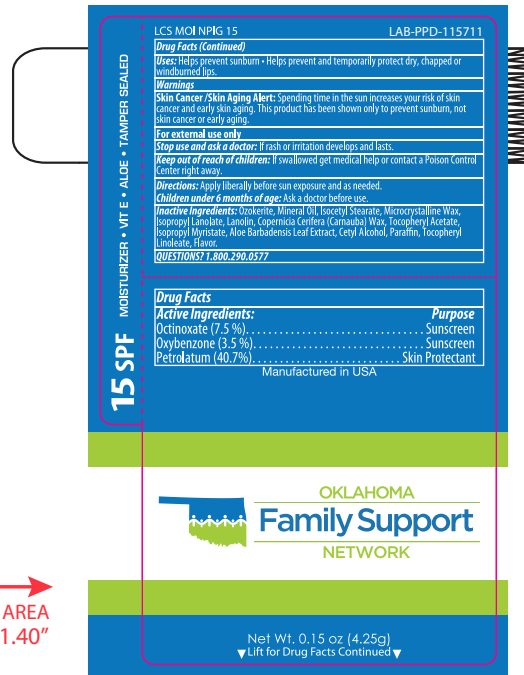 LCS MOI NPIG 15 LAB-PPD-115711
Drug Facts (Continued)
Uses: Helps prevent sunburn • Helps prevent and temporarily protect dry, chapped or
windburned lips.
Warnings
Skin Cancer /Skin Aging Alert: Spending time in the sun increases your risk of skin
cancer and early skin aging. This product has been shown only to prevent sunburn, not
skin cancer or early aging.
For external use only
Stop use and ask a doctor: If rash or irritation develops and lasts.
Keep out of reach of children: If swallowed get medical help or contact a Poison Control
Center right away.
Directions: Apply liberally before sun exposure and as needed.
Children under 6 months of age: Ask a doctor before use.
Inactive Ingredients: Ozokerite, Mineral Oil, Isocetyl Stearate, Microcrystalline Wax,
Isopropyl Lanolate, Lanolin, Copernicia Cerifera (Carnauba) Wax, Tocopheryl Acetate,
Isopropyl Myristate, Aloe Barbadensis Leaf Extract, Cetyl Alcohol, Paraffin, Tocopheryl
Linoleate, Flavor.
QUESTIONS? 1.800.290.0577
15 SPF MOISTURIZER • VIT E • ALOE • TAMPER SEALED
Drug Facts
Active Ingredients: Purpose
Octinoxate (7.5 %)................................Sunscreen
Oxybenzone (3.5 %)...............................Sunscreen
Petrolatum (40.7%)...........................Skin Protectant
Manufactured in USA
OKLAHOMA
Family Support
NETWORK
AREA
1.40"
Net Wt. 0.15 oz (4.25g)
▼Lift for Drug Facts Continued▼